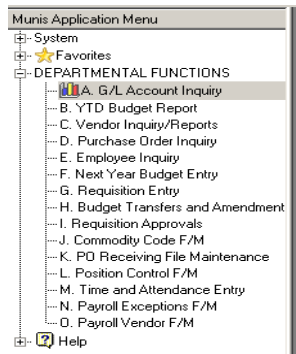 Munis Application Menu
System
Favorites
DEPARTMENTAL FUNCTIONS
A. G/L Account Inquiry
B. YTD Budget Report
C. Vendor Inquiry/Reports
D. Purchase Order Inquiry
E. Employee Inquiry
F. Next Year Budget Entry
G. Requisition Entry
H. Budget Transfers and Amendment
I. Requisition Approvals
J. Commodity Code F/M
K. PO Receiving File Maintenance
L. Position Control F/M
M. Time and Attendance Entry
N. Payroll Exceptions F/M
O. Payroll Vendor F/M
Help